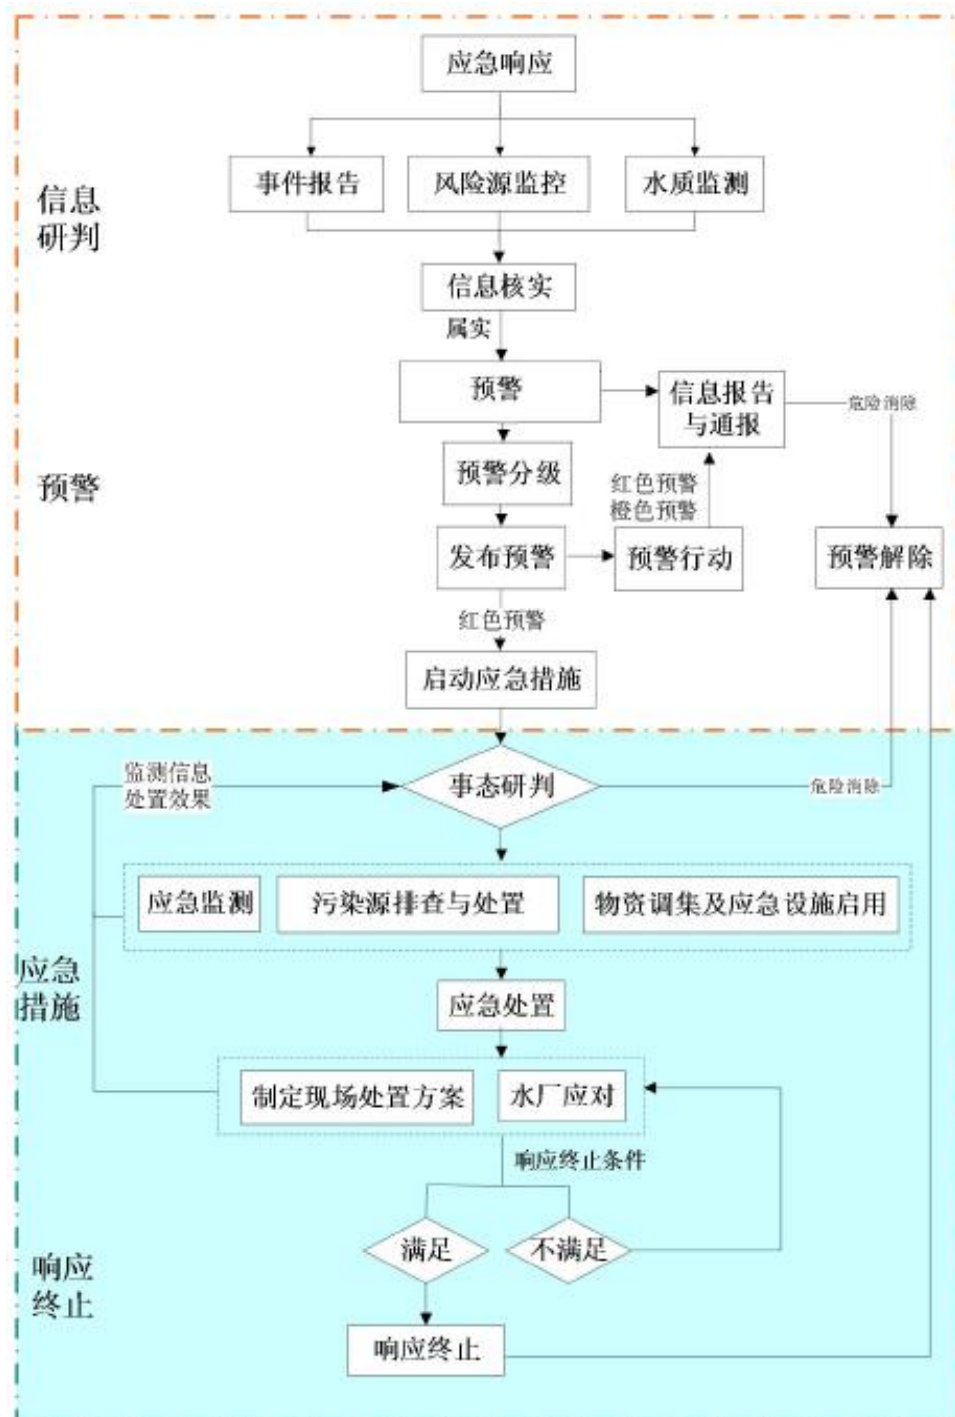 应急响应
事件报告
风险源监控
水质监测
信息
研判
信息核实
属实
预警
信息报告
与通报
危险消除
预警
预警分级
红色预警
橙色预警
发布预警
预警行动
预警解除
红色预警
启动应急措施
监测信息
处置效果
事态研判
危险消除
应急监测
污染源排查与处置
物资调集及应急设施启用
应急
措施
应急处置
制定现场处置方案
水厂应对
响应终止条件
满足
不满足
响应
终止
响应终止